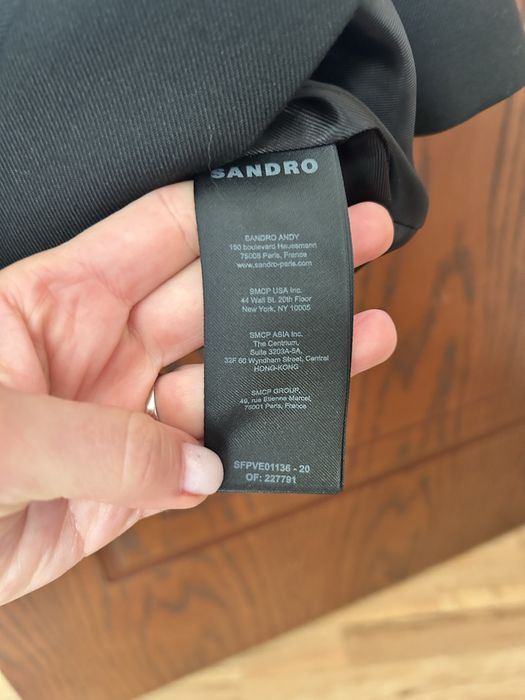 SANDRO
SANDRO ANDY
150 boulevard Haussmann
75008 Paris, France
www.sandro-paris.com
SMCP USA Inc.
44 Wall St. 20th Floor
New York, NY 10005
SMCP ASIA Inc.
The Centrium,
Suite 3203A-5A,
32F 60 Wyndham Street, Central
HONG-KONG
SMCP GROUP,
49, rue Etienne Marcel,
75001 Paris, France
SFPVE01136 - 20
OF: 227791